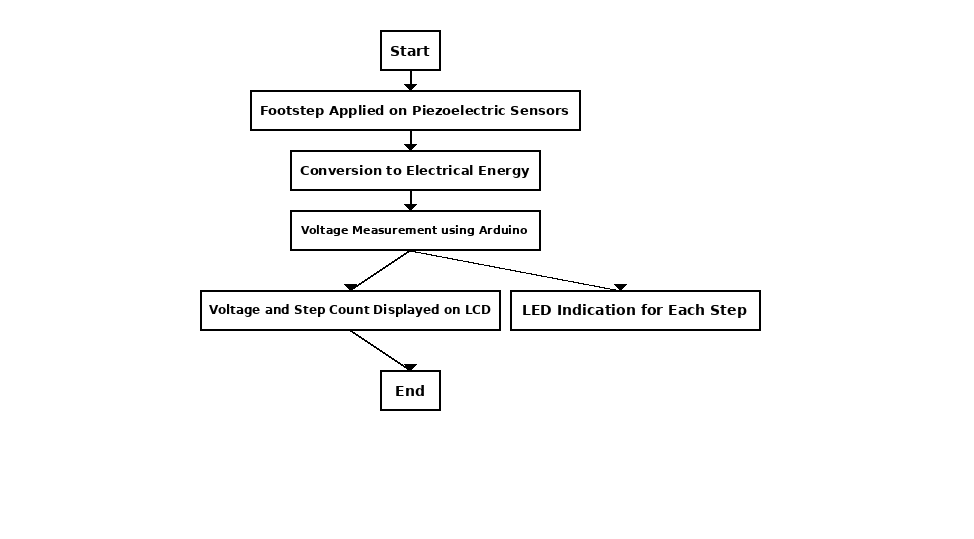 Start
Footstep Applied on Piezoelectric Sensors
Conversion to Electrical Energy
Voltage Measurement using Arduino
Voltage and Step Count Displayed on LCD
LED Indication for Each Step
End